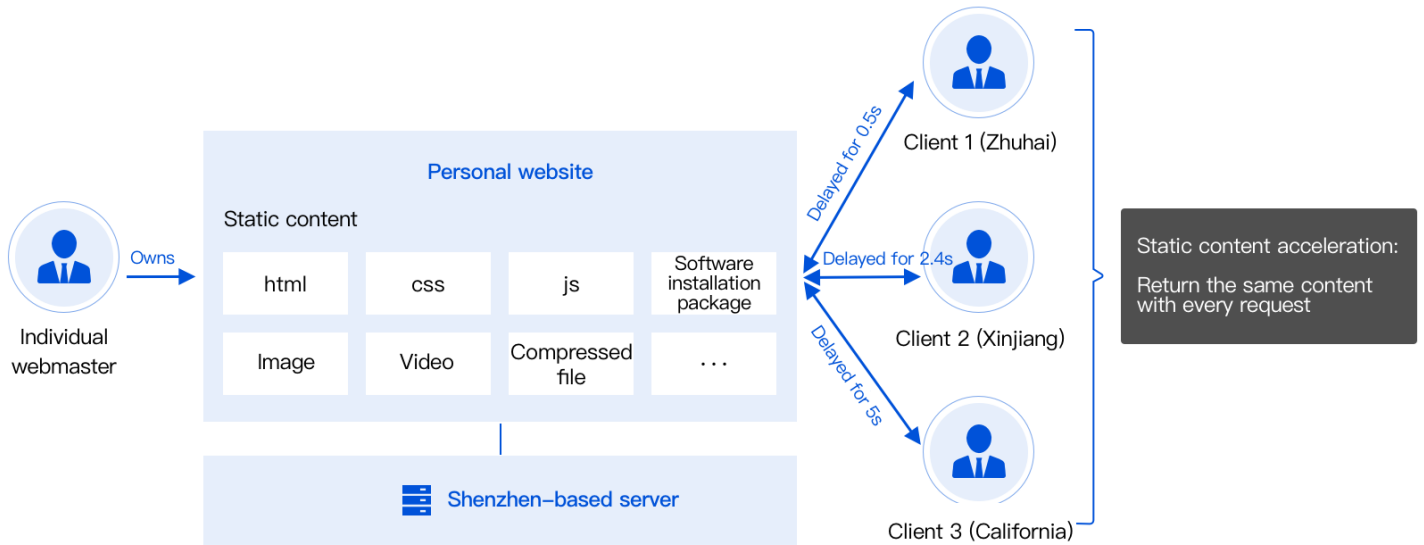 Owns
Individual
webmaster
Personal website
Static content
html
css
js
Software
installation
package
Image
Video
Compressed
file
...
Shenzhen-based server
Delayed for 0.5s
Delayed for 2.4s
Delayed for 5s
Client 1 (Zhuhai)
Client 2 (Xinjiang)
Client 3 (California)
Static content acceleration:
Return the same content
with every request